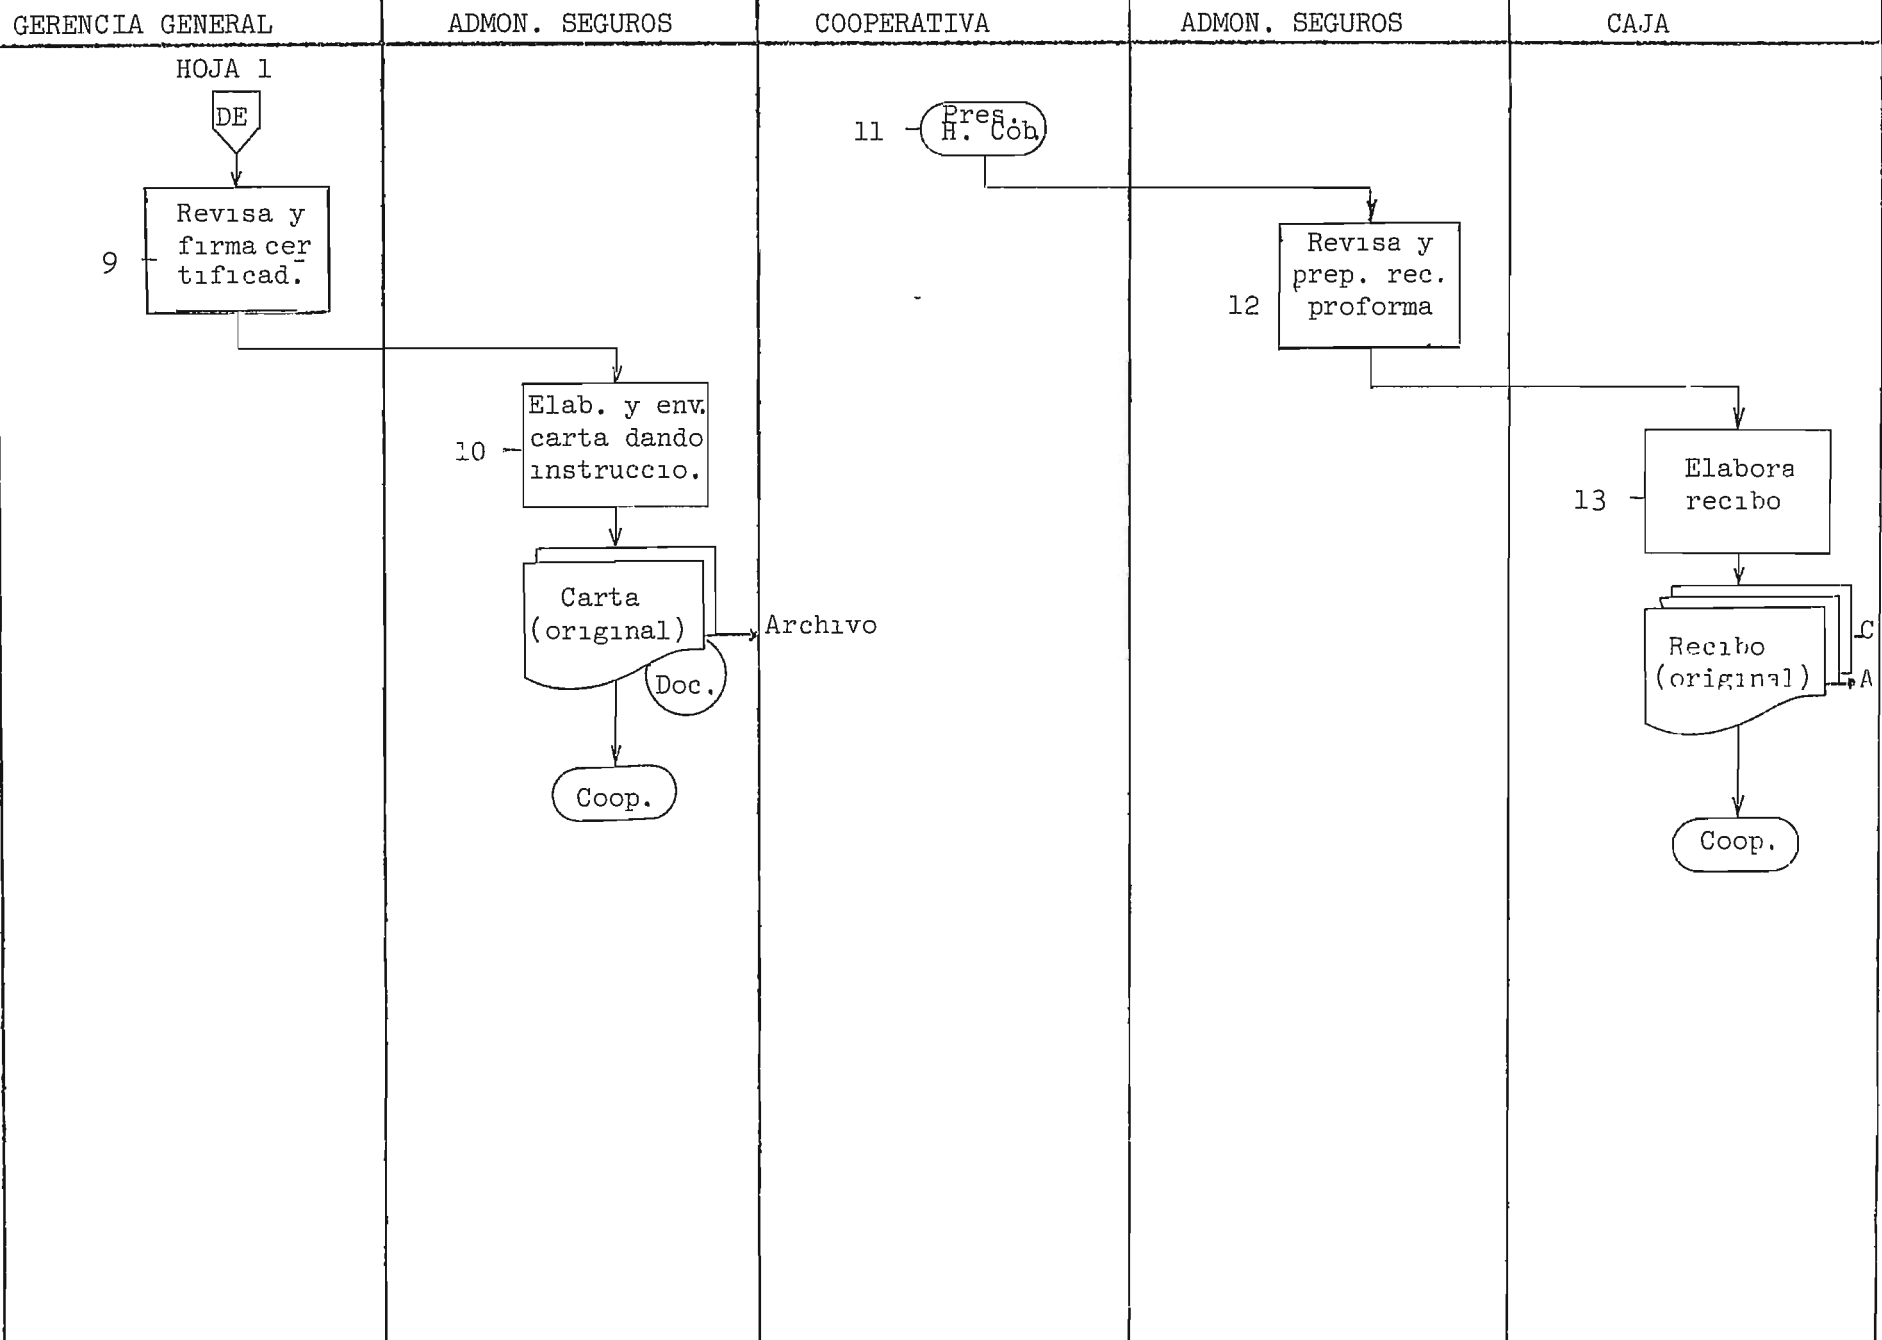 GERENCIA GENERAL
ADMON. SEGUROS
COOPERATIVA
ADMON. SEGUROS
CAJA
HOJA 1
DE
9
Revisa y
firma cer
tificad.
10
Elab. y env.
carta dando
instruccio.
Carta
(original)
Archivo
Doc.
Coop.
11
Pres.
H. Cob.
12
Revisa y
prep. rec.
proforma
13
Elabora
recibo
Recibo
(original)
C
A
Coop.